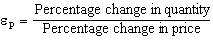 εp = Percentage change in quantity
Percentage change in price